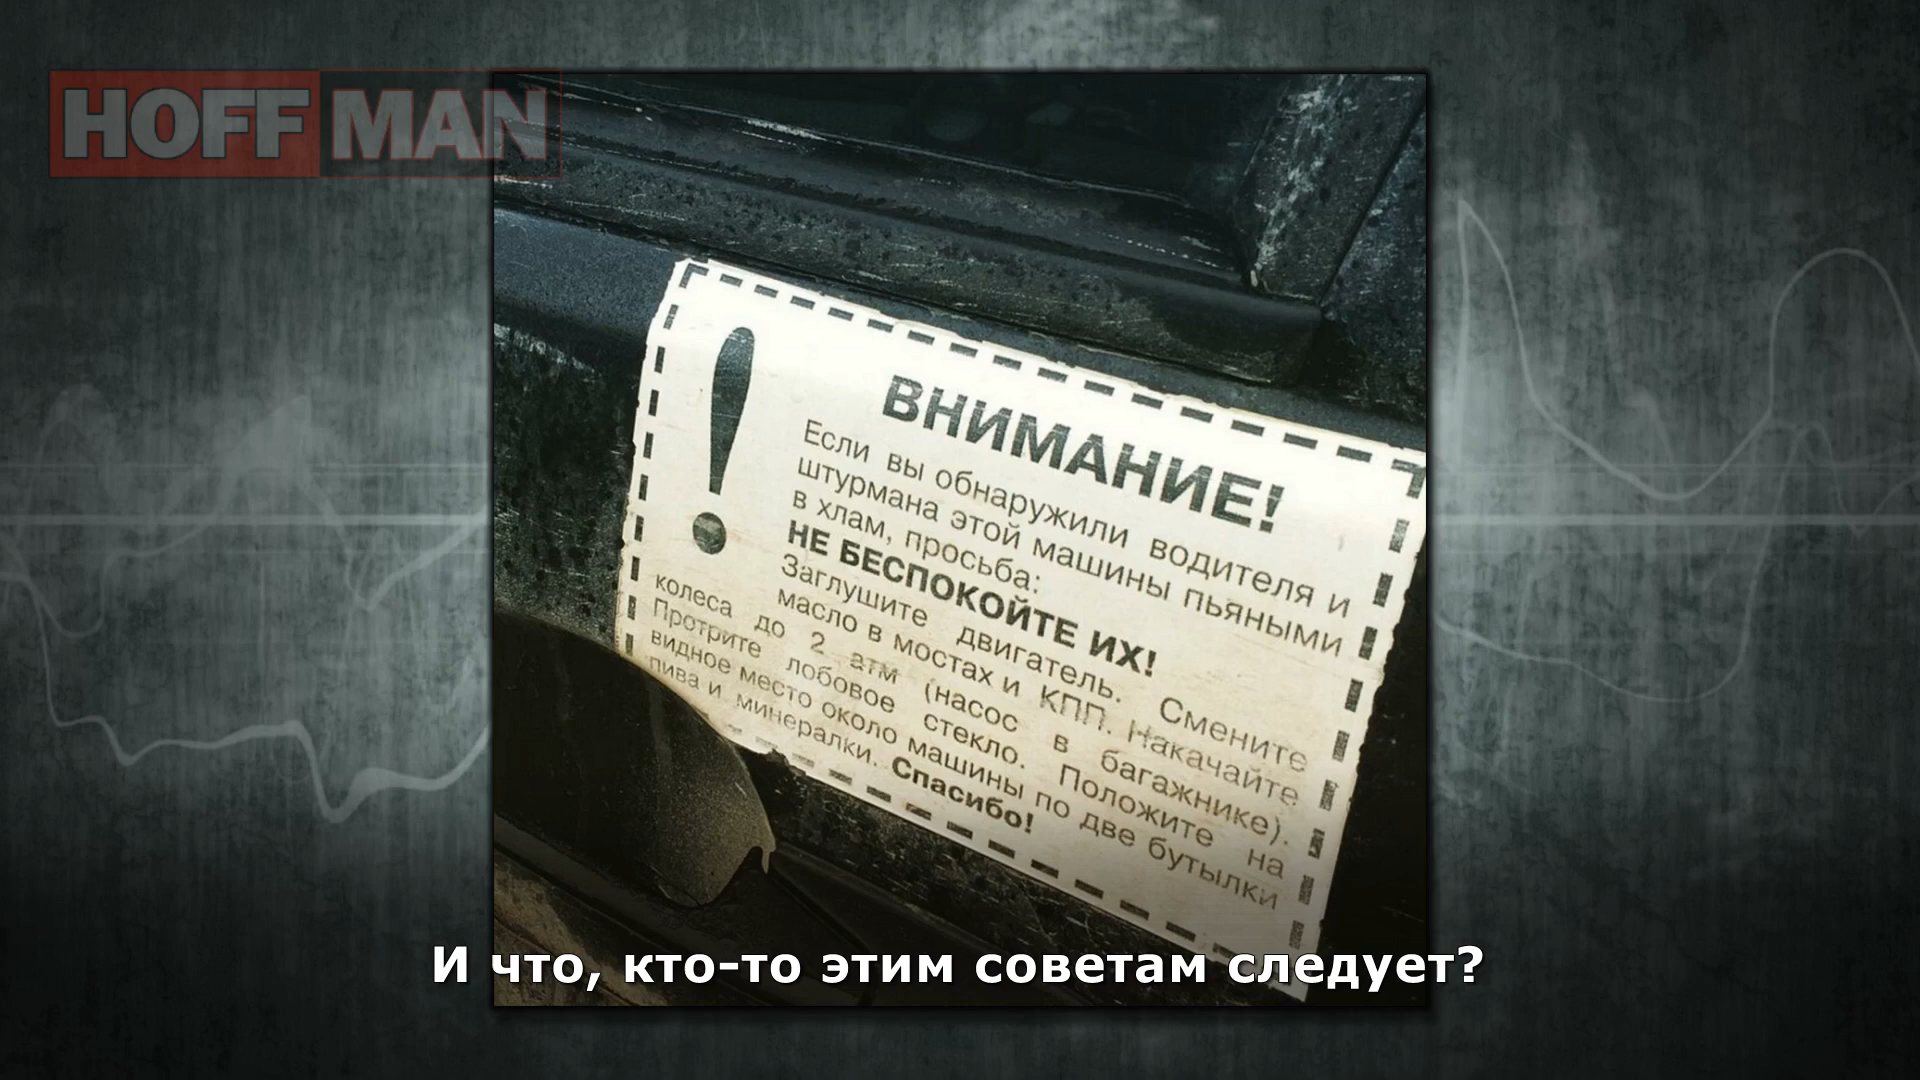 HOFFMAN
ВНИМАНИЕ!
Если вы обнаружили водителя и
штурмана этой машины пьяными
в хлам, просьба:
НЕ БЕСПОКОЙТЕ ИХ!
Заглушите двигатель. Смените
масло в мостах и КПП. Накачайте
колеса до 2 атм (насос в багажнике).
Протрите лобовое стекло. Положите на
видное место около машины по две бутылки
пива и минералки. Спасибо!
И что, кто-то этим советам следует?